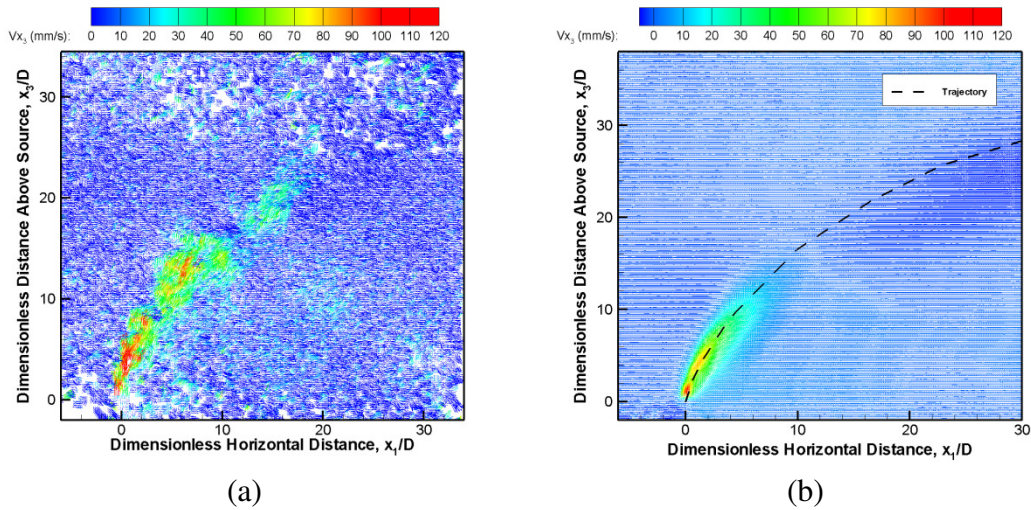 Vx3 (mm/s): 0 10 20 30 40 50 60 70 80 90 100 110 120
Dimensionless Distance Above Source, x3/D
30
20
10
0
0 10 20 30
Dimensionless Horizontal Distance, x1/D
(a)
Vx3 (mm/s): 0 10 20 30 40 50 60 70 80 90 100 110 120
Trajectory
Dimensionless Distance Above Source, x3/D
30
20
10
0
0 10 20 30
Dimensionless Horizontal Distance, x1/D
(b)